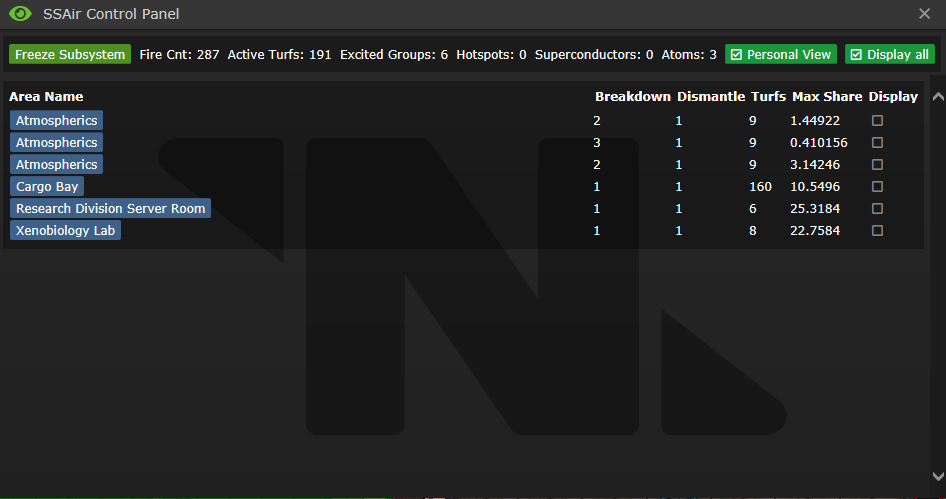 SSAir Control Panel
Freeze Subsystem Fire Cnt: 287 Active Turfs: 191 Excited Groups: 6 Hotspots: 0 Superconductors: 0 Atoms: 3 Personal View Display all
Area Name Breakdown Dismantle Turfs Max Share Display
Atmospherics 2 1 9 1.44922
Atmospherics 3 1 9 0.410156
Atmospherics 2 1 9 3.14246
Cargo Bay 1 1 160 10.5496
Research Division Server Room 1 1 6 25.3184
Xenobiology Lab 1 1 8 22.7584